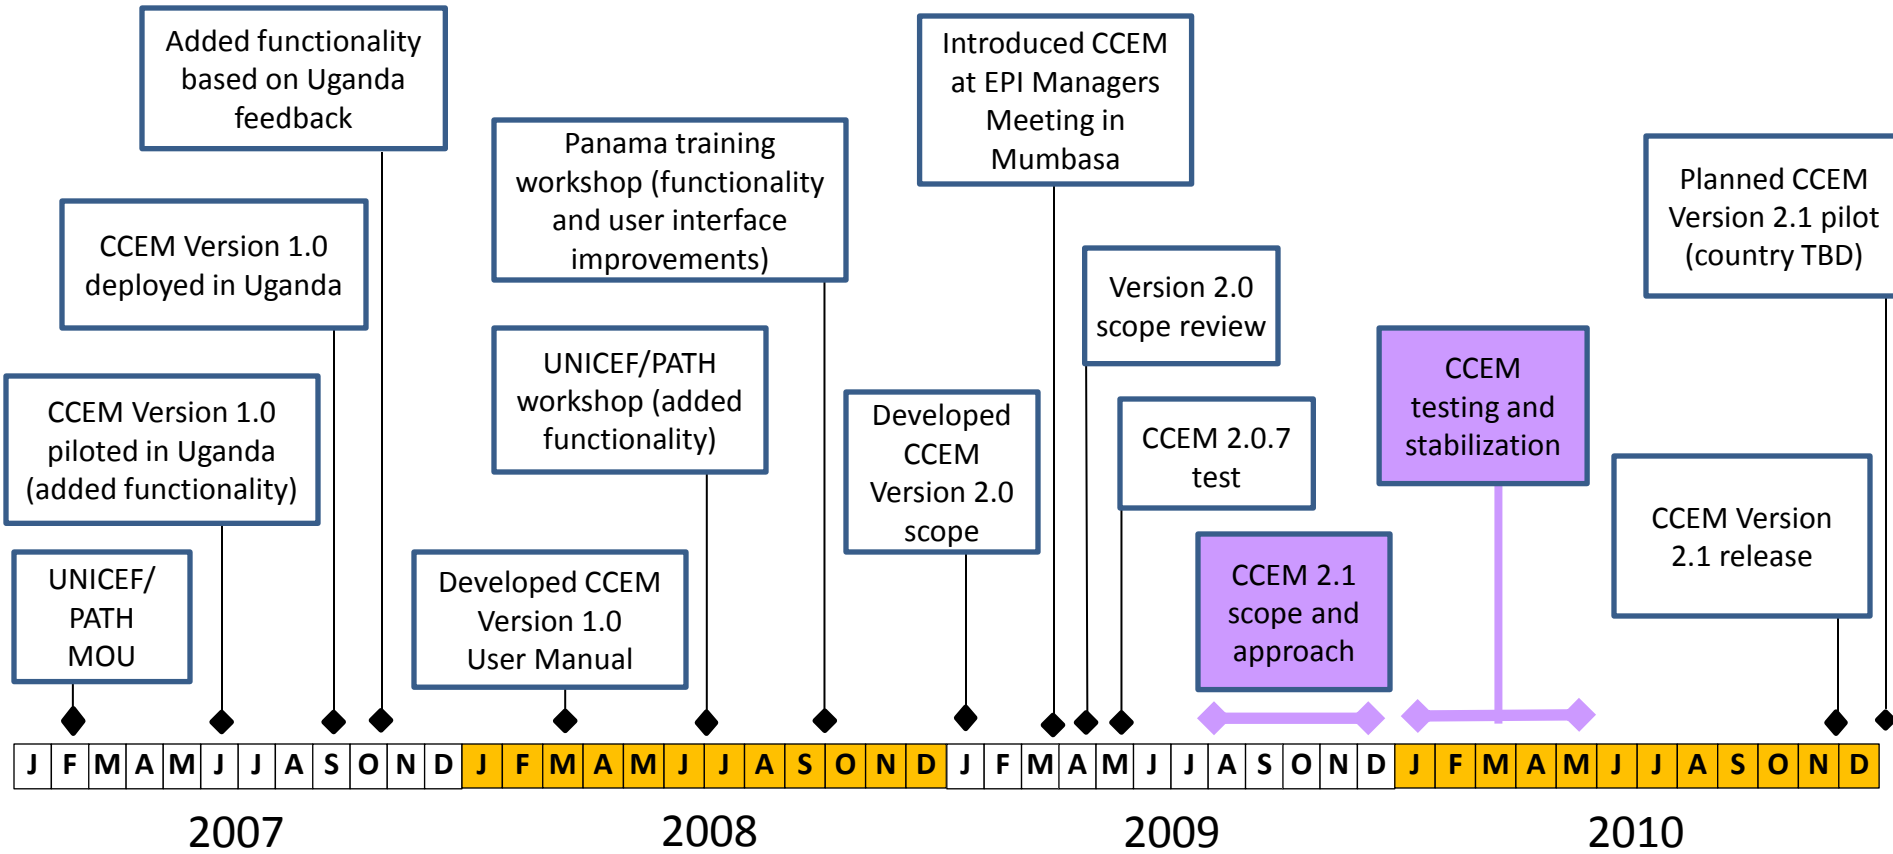 Added functionality
based on Uganda
feedback
CCEM Version 1.0
deployed in Uganda
CCEM Version 1.0
piloted in Uganda
(added functionality)
UNICEF/
PATH
MOU
Panama training
workshop (functionality
and user interface
improvements)
UNICEF/PATH
workshop (added
functionality)
Developed CCEM
Version 1.0
User Manual
Introduced CCEM
at EPI Managers
Meeting in
Mumbasa
Developed
CCEM
Version 2.0
scope
Version 2.0
scope review
CCEM 2.0.7
test
CCEM 2.1
scope and
approach
CCEM
testing and
stabilization
Planned CCEM
Version 2.1 pilot
(country TBD)
CCEM Version
2.1 release
J F M A M J J A S O N D J F M A M J J A S O N D J F M A M J J A S O N D J F M A M J J A S O N D
2007 2008 2009 2010